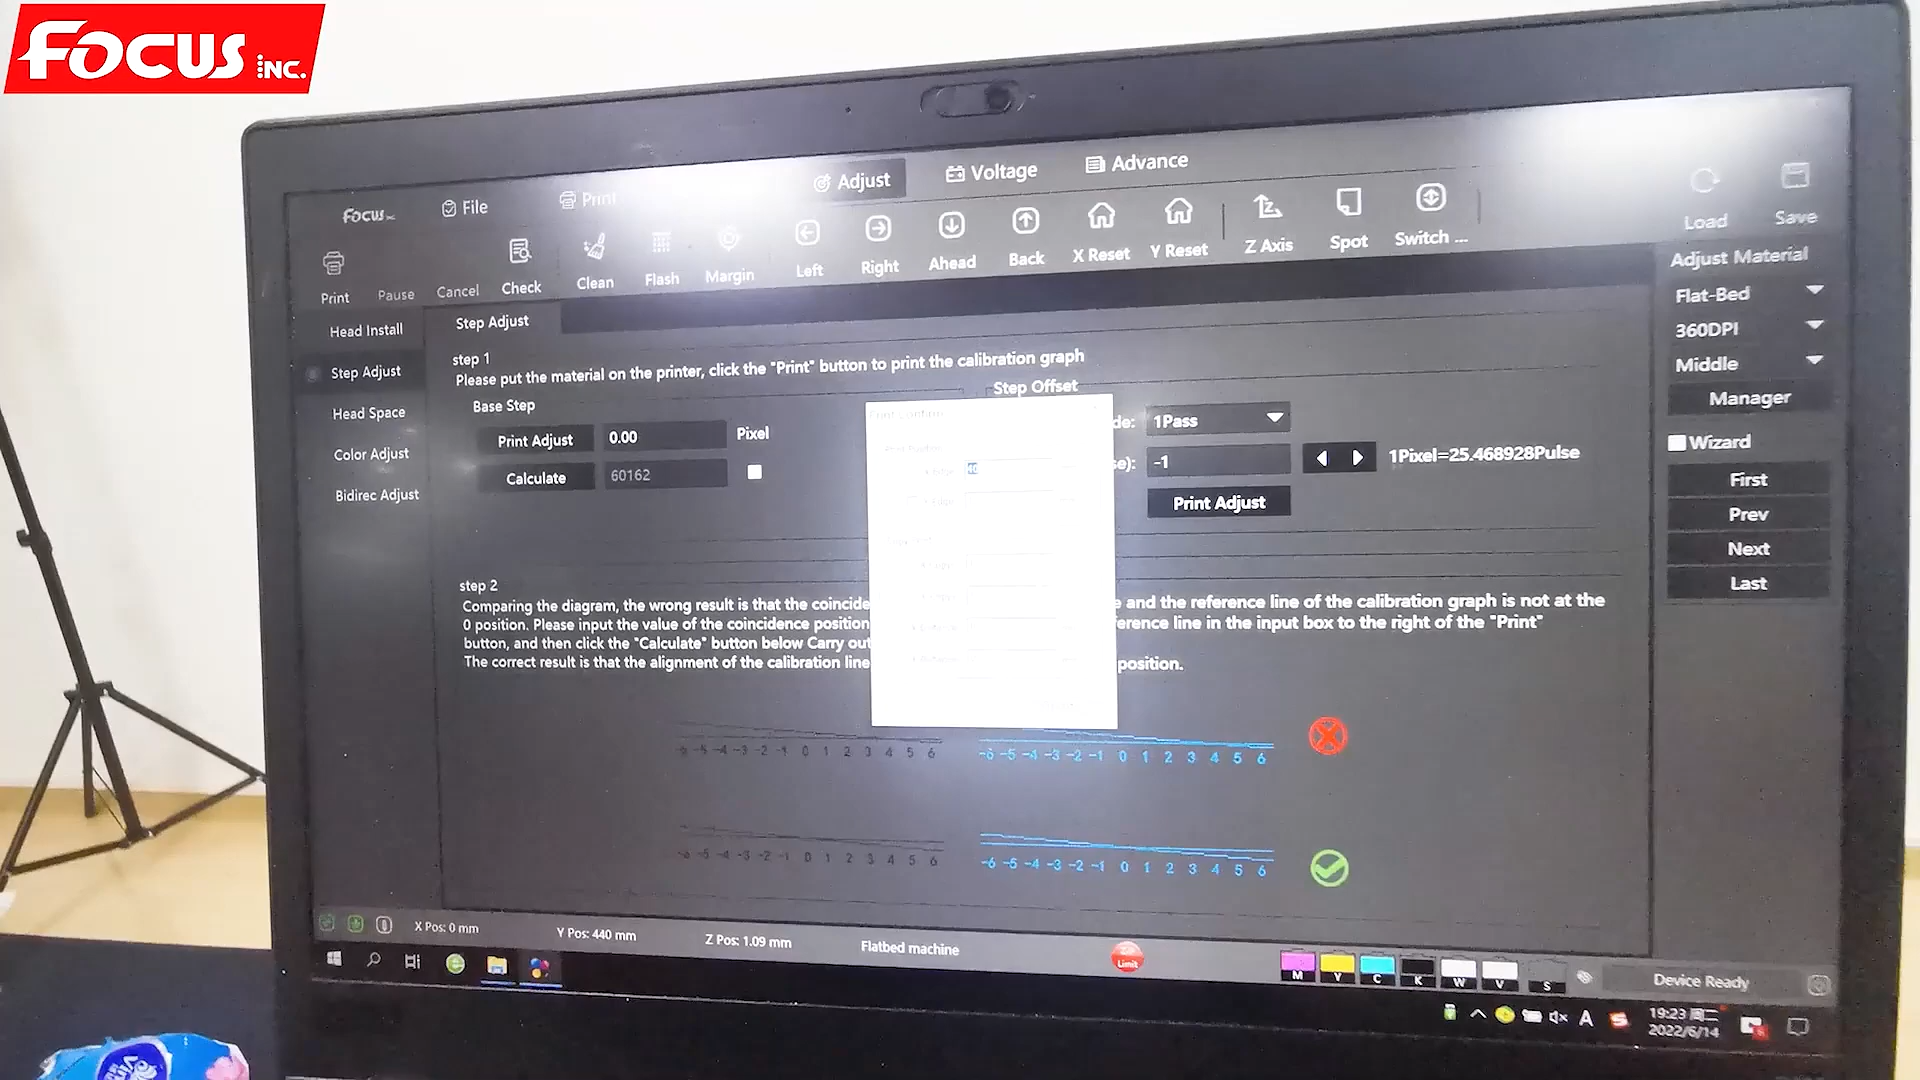 FOCUS INC.
Focus INC
File
Print
Adjust
Voltage
Advance
Print
Pause
Cancel
Check
Clean
Flash
Margin
Left
Right
Ahead
Back
X Reset
Y Reset
Z Axis
Spot
Switch ...
Load
Save
Head Install
Step Adjust
Head Space
Color Adjust
Bidirec Adjust
Step Adjust
step 1
Please put the material on the printer, click the "Print" button to print the calibration graph
Base Step
Print Adjust
0.00
Pixel
Calculate
60162
Step Offset
de:
1Pass
se):
-1
1Pixel=25.468928Pulse
Print Adjust
Print Confirm
40
step 2
Comparing the diagram, the wrong result is that the coincide
e and the reference line of the calibration graph is not at the
0 position. Please input the value of the coincidence position
erence line in the input box to the right of the "Print"
button, and then click the "Calculate" button below Carry out
The correct result is that the alignment of the calibration line
position.
-6 -5 -4 -3 -2 -1 0 1 2 3 4 5 6
-6 -5 -4 -3 -2 -1 0 1 2 3 4 5 6
-6 -5 -4 -3 -2 -1 0 1 2 3 4 5 6
-6 -5 -4 -3 -2 -1 0 1 2 3 4 5 6
Adjust Material
Flat-Bed
360DPI
Middle
Manager
Wizard
First
Prev
Next
Last
X Pos: 0 mm
Y Pos: 440 mm
Z Pos: 1.09 mm
Flatbed machine
Limit
M
Y
C
K
W
V
S
Device Ready
A
19:23 周二
2022/6/14